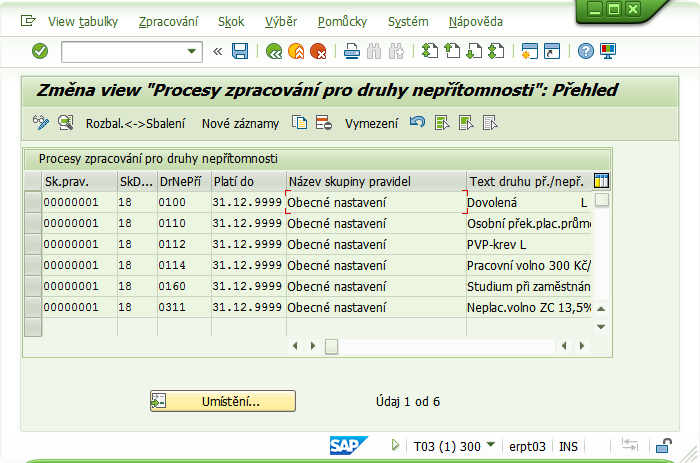 View tabulky Zpracování Skok Výběr Pomůcky Systém Nápověda
Změna view "Procesy zpracování pro druhy nepřítomnosti": Přehled
Rozbal.<->Sbalení Nové záznamy Vymezení
Procesy zpracování pro druhy nepřítomnosti
Sk.prav. SkD... DrNePří Platí do Název skupiny pravidel Text druhu př./nepř.
00000001 18 0100 31.12.9999 Obecné nastavení Dovolená L
00000001 18 0110 31.12.9999 Obecné nastavení Osobní přek.plac.průmě
00000001 18 0112 31.12.9999 Obecné nastavení PVP-krev L
00000001 18 0114 31.12.9999 Obecné nastavení Pracovní volno 300 Kč/
00000001 18 0160 31.12.9999 Obecné nastavení Studium při zaměstnán
00000001 18 0311 31.12.9999 Obecné nastavení Neplac.volno ZC 13,5%
Umístění... Údaj 1 od 6
SAP T03 (1) 300 erpt03 INS